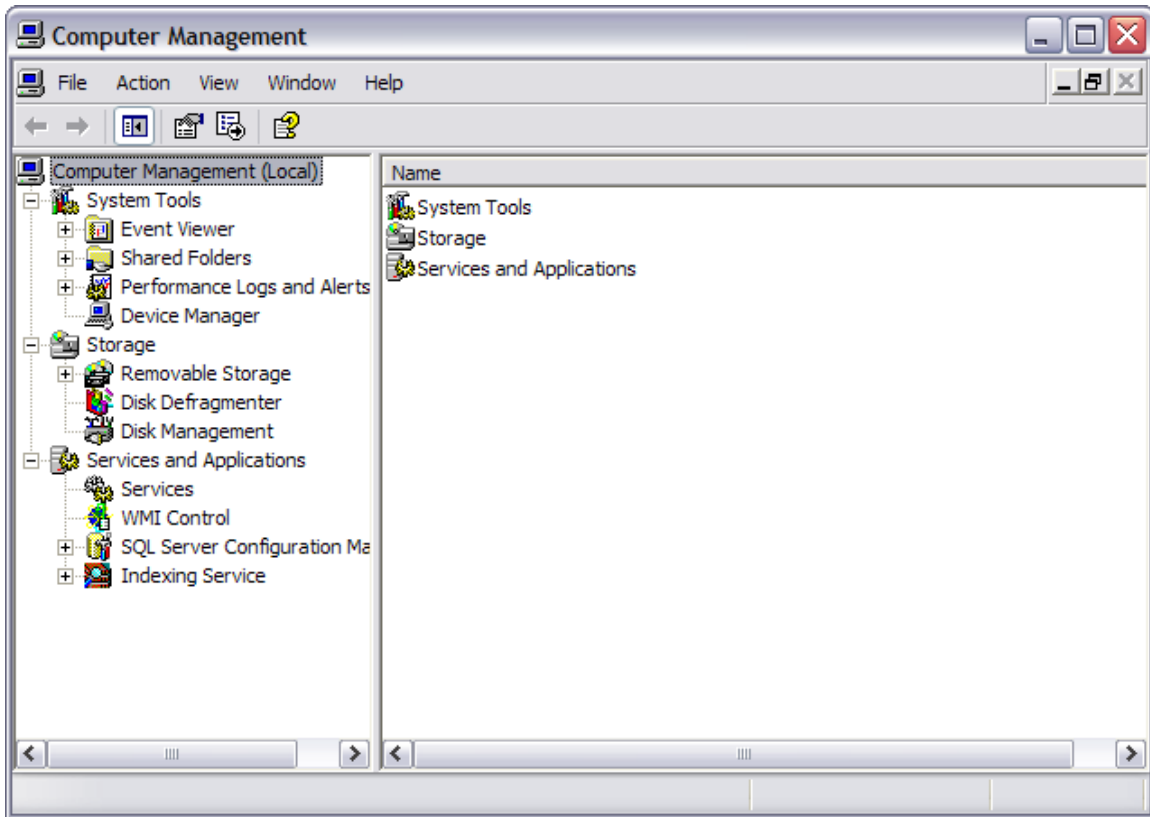 Computer Management
File Action View Window Help
Computer Management (Local)
System Tools
Event Viewer
Shared Folders
Performance Logs and Alerts
Device Manager
Storage
Removable Storage
Disk Defragmenter
Disk Management
Services and Applications
Services
WMI Control
SQL Server Configuration Ma
Indexing Service
Name
System Tools
Storage
Services and Applications